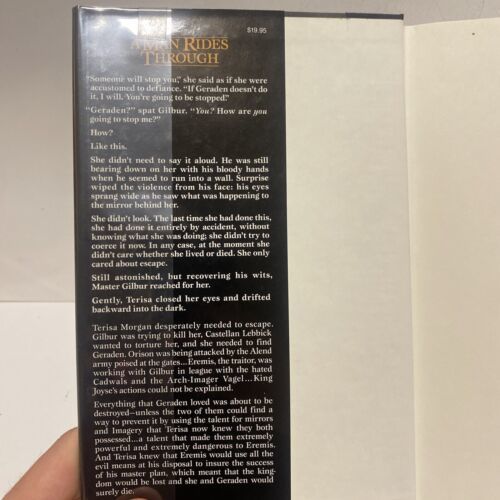 A MAN RIDES
THROUGH
$19.95
"Someone will stop you," she said as if she were
accustomed to defiance. "If Geraden doesn't do
it, I will. You're going to be stopped."
"Geraden?" spat Gilbur. "You? How are you
going to stop me?"
How?
Like this.
She didn't need to say it aloud. He was still
bearing down on her with his bloody hands
when he seemed to run into a wall. Surprise
wiped the violence from his face: his eyes
sprang wide as he saw what was happening to
the mirror behind her.
She didn't look. The last time she had done this,
she had done it entirely by accident, without
knowing what she was doing; she didn't try to
coerce it now. In any case, at the moment she
didn't care whether she lived or died. She only
cared about escape.
Still astonished, but recovering his wits,
Master Gilbur reached for her.
Gently, Terisa closed her eyes and drifted
backward into the dark.
Terisa Morgan desperately needed to escape.
Gilbur was trying to kill her, Castellan Lebbick
wanted to torture her, and she needed to find
Geraden. Orison was being attacked by the Alend
army poised at the gates...Eremis, the traitor, was
working with Gilbur in league with the hated
Cadwals and the Arch-Imager Vagel...King
Joyse's actions could not be explained.
Everything that Geraden loved was about to be
destroyed—unless the two of them could find a
way to prevent it by using the talent for mirrors
and Imagery that Terisa now knew they both
possessed...a talent that made them extremely
powerful and extremely dangerous to Eremis.
And Terisa knew that Eremis would use all the
evil means at his disposal to insure the success
of his master plan, which meant that the king-
dom would be lost and she and Geraden would
surely die.